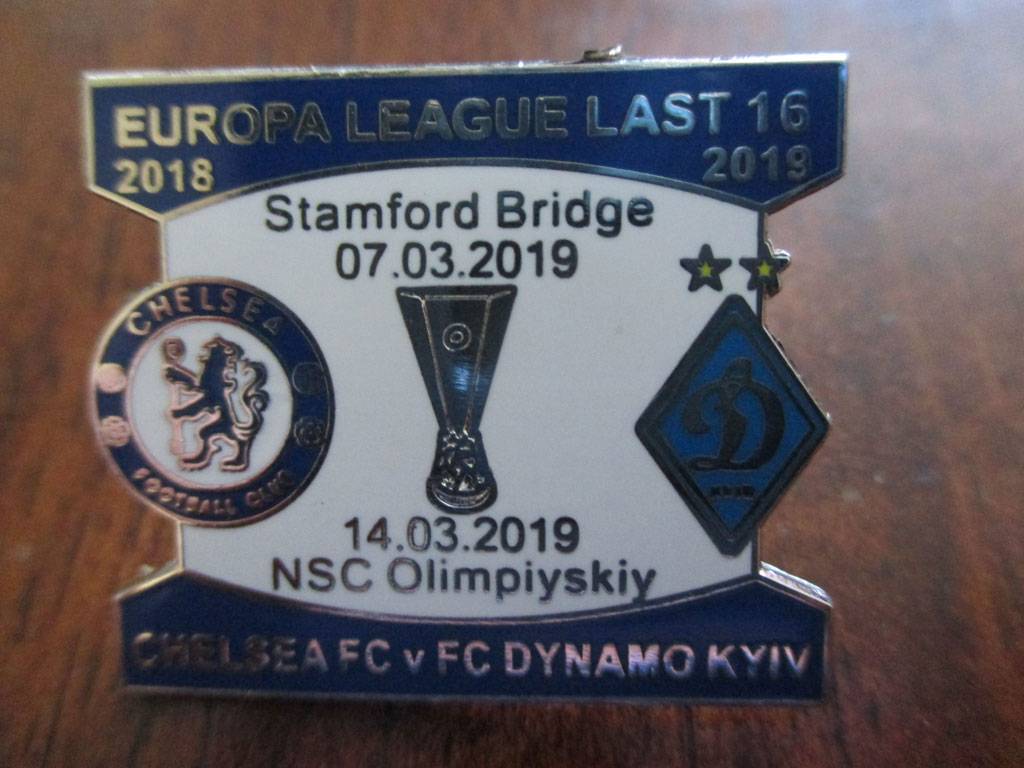 EUROPA LEAGUE LAST 16
2018 2019
Stamford Bridge
07.03.2019
CHELSEA
FOOTBALL CLUB
14.03.2019
NSC Olimpiyskiy
CHELSEA FC v FC DYNAMO KYIV